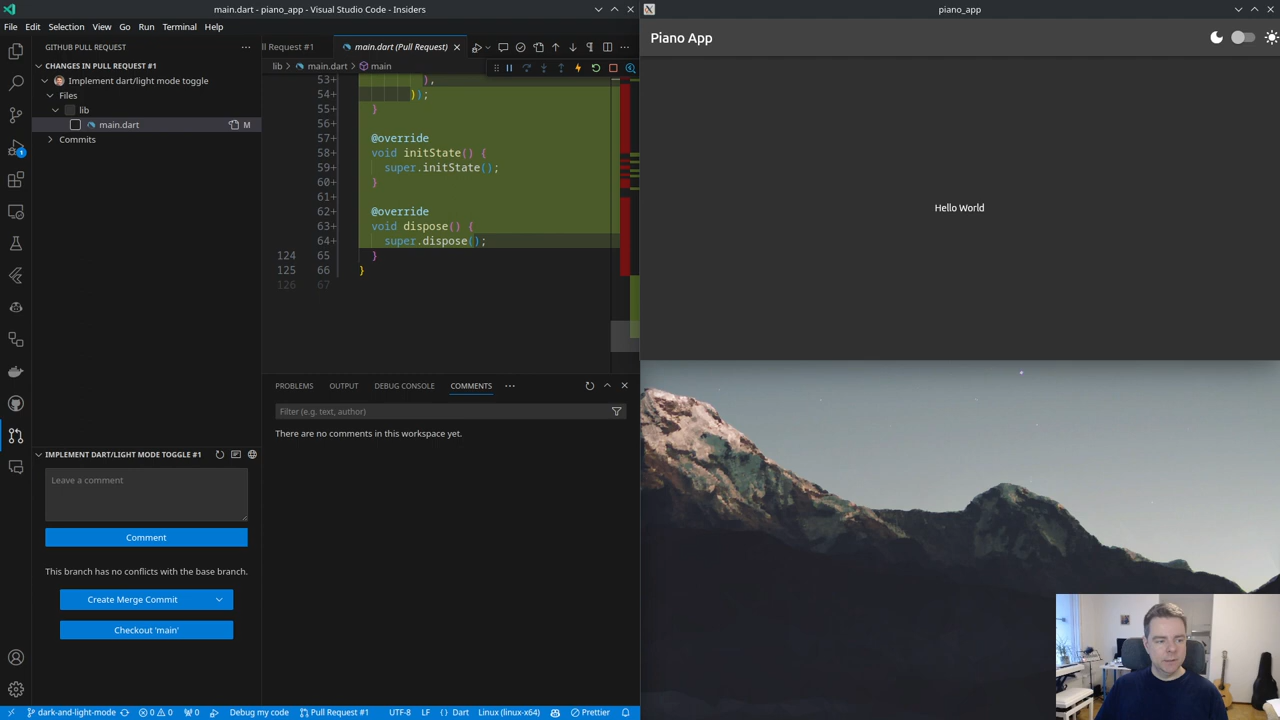 main.dart - piano_app - Visual Studio Code - Insiders
File Edit Selection View Go Run Terminal Help
GITHUB PULL REQUEST
CHANGES IN PULL REQUEST #1
Implement dart/light mode toggle
Files
lib
main.dart M
Commits
IMPLEMENT DART/LIGHT MODE TOGGLE #1
Leave a comment
Comment
This branch has no conflicts with the base branch.
Create Merge Commit
Checkout 'main'
ll Request #1 main.dart (Pull Request)
lib > main.dart > main
53+ ),
54+ ));
55+ }
56+
57+ @override
58+ void initState() {
59+ super.initState();
60+ }
61+
62+ @override
63+ void dispose() {
64+ super.dispose();
124 65 }
125 66 }
126 67
PROBLEMS OUTPUT DEBUG CONSOLE COMMENTS
Filter (e.g. text, author)
There are no comments in this workspace yet.
1
dark-and-light-mode 0 0 0 Debug my code Pull Request #1 UTF-8 LF { } Dart Linux (linux-x64) Prettier
piano_app
Piano App
Hello World